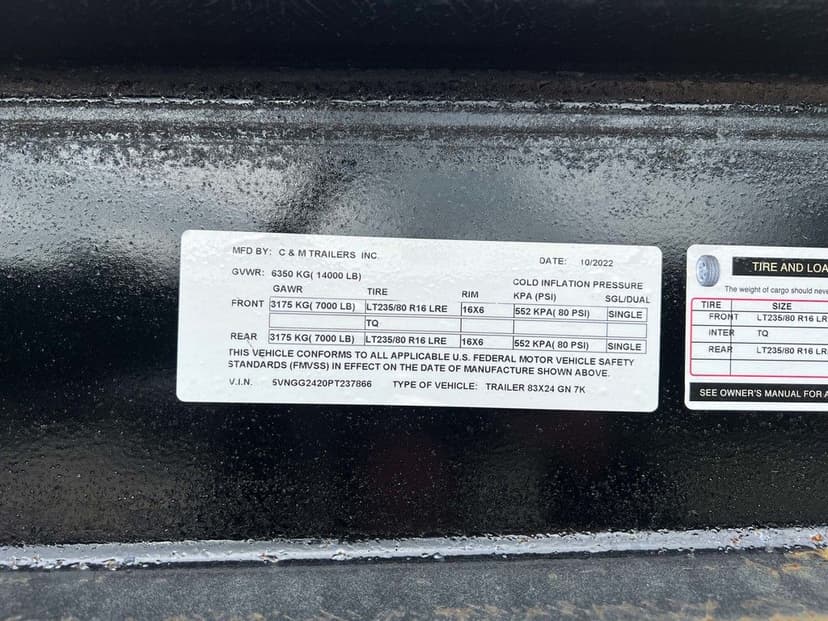 MFD BY: C & M TRAILERS INC. DATE: 10/2022
GVWR: 6350 KG( 14000 LB)
COLD INFLATION PRESSURE
GAWR TIRE RIM KPA (PSI) SGL/DUAL
FRONT 3175 KG( 7000 LB) LT235/80 R16 LRE 16X6 552 KPA( 80 PSI) SINGLE
TQ
REAR 3175 KG( 7000 LB) LT235/80 R16 LRE 16X6 552 KPA( 80 PSI) SINGLE
THIS VEHICLE CONFORMS TO ALL APPLICABLE U.S. FEDERAL MOTOR VEHICLE SAFETY
STANDARDS (FMVSS) IN EFFECT ON THE DATE OF MANUFACTURE SHOWN ABOVE.
V.I.N. 5VNGG2420PT237866 TYPE OF VEHICLE: TRAILER 83X24 GN 7K
TIRE AND LOA
The weight of cargo should neve
TIRE SIZE
FRONT LT235/80 R16 LR
INTER TQ
REAR LT235/80 R16 LR
SEE OWNER'S MANUAL FOR A